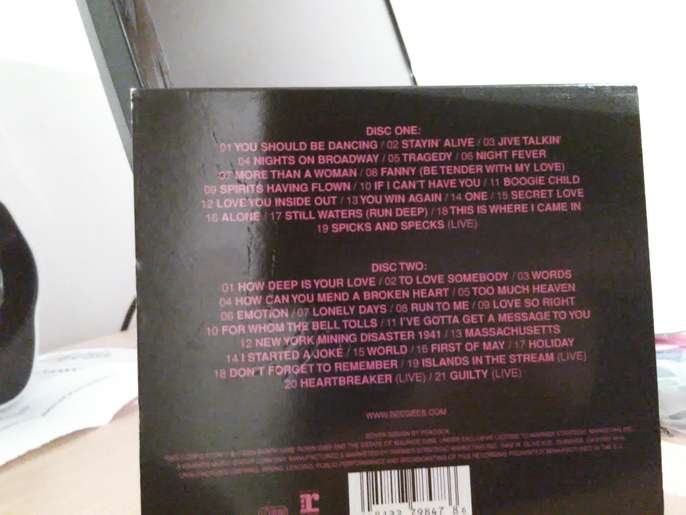 DISC ONE:
01 YOU SHOULD BE DANCING / 02 STAYIN' ALIVE / 03 JIVE TALKIN'
04 NIGHTS ON BROADWAY / 05 TRAGEDY / 06 NIGHT FEVER
07 MORE THAN A WOMAN / 08 FANNY (BE TENDER WITH MY LOVE)
09 SPIRITS HAVING FLOWN / 10 IF I CAN'T HAVE YOU / 11 BOOGIE CHILD
12 LOVE YOU INSIDE OUT / 13 YOU WIN AGAIN / 14 ONE / 15 SECRET LOVE
16 ALONE / 17 STILL WATERS (RUN DEEP) / 18 THIS IS WHERE I CAME IN
19 SPICKS AND SPECKS (LIVE)
DISC TWO:
01 HOW DEEP IS YOUR LOVE / 02 TO LOVE SOMEBODY / 03 WORDS
04 HOW CAN YOU MEND A BROKEN HEART / 05 TOO MUCH HEAVEN
06 EMOTION / 07 LONELY DAYS / 08 RUN TO ME / 09 LOVE SO RIGHT
10 FOR WHOM THE BELL TOLLS / 11 I'VE GOTTA GET A MESSAGE TO YOU
12 NEW YORK MINING DISASTER 1941 / 13 MASSACHUSETTS
14 I STARTED A JOKE / 15 WORLD / 16 FIRST OF MAY / 17 HOLIDAY
18 DON'T FORGET TO REMEMBER / 19 ISLANDS IN THE STREAM (LIVE)
20 HEARTBREAKER (LIVE) / 21 GUILTY (LIVE)
WWW.BEEGEES.COM
COVER DESIGN BY
r
79847 8